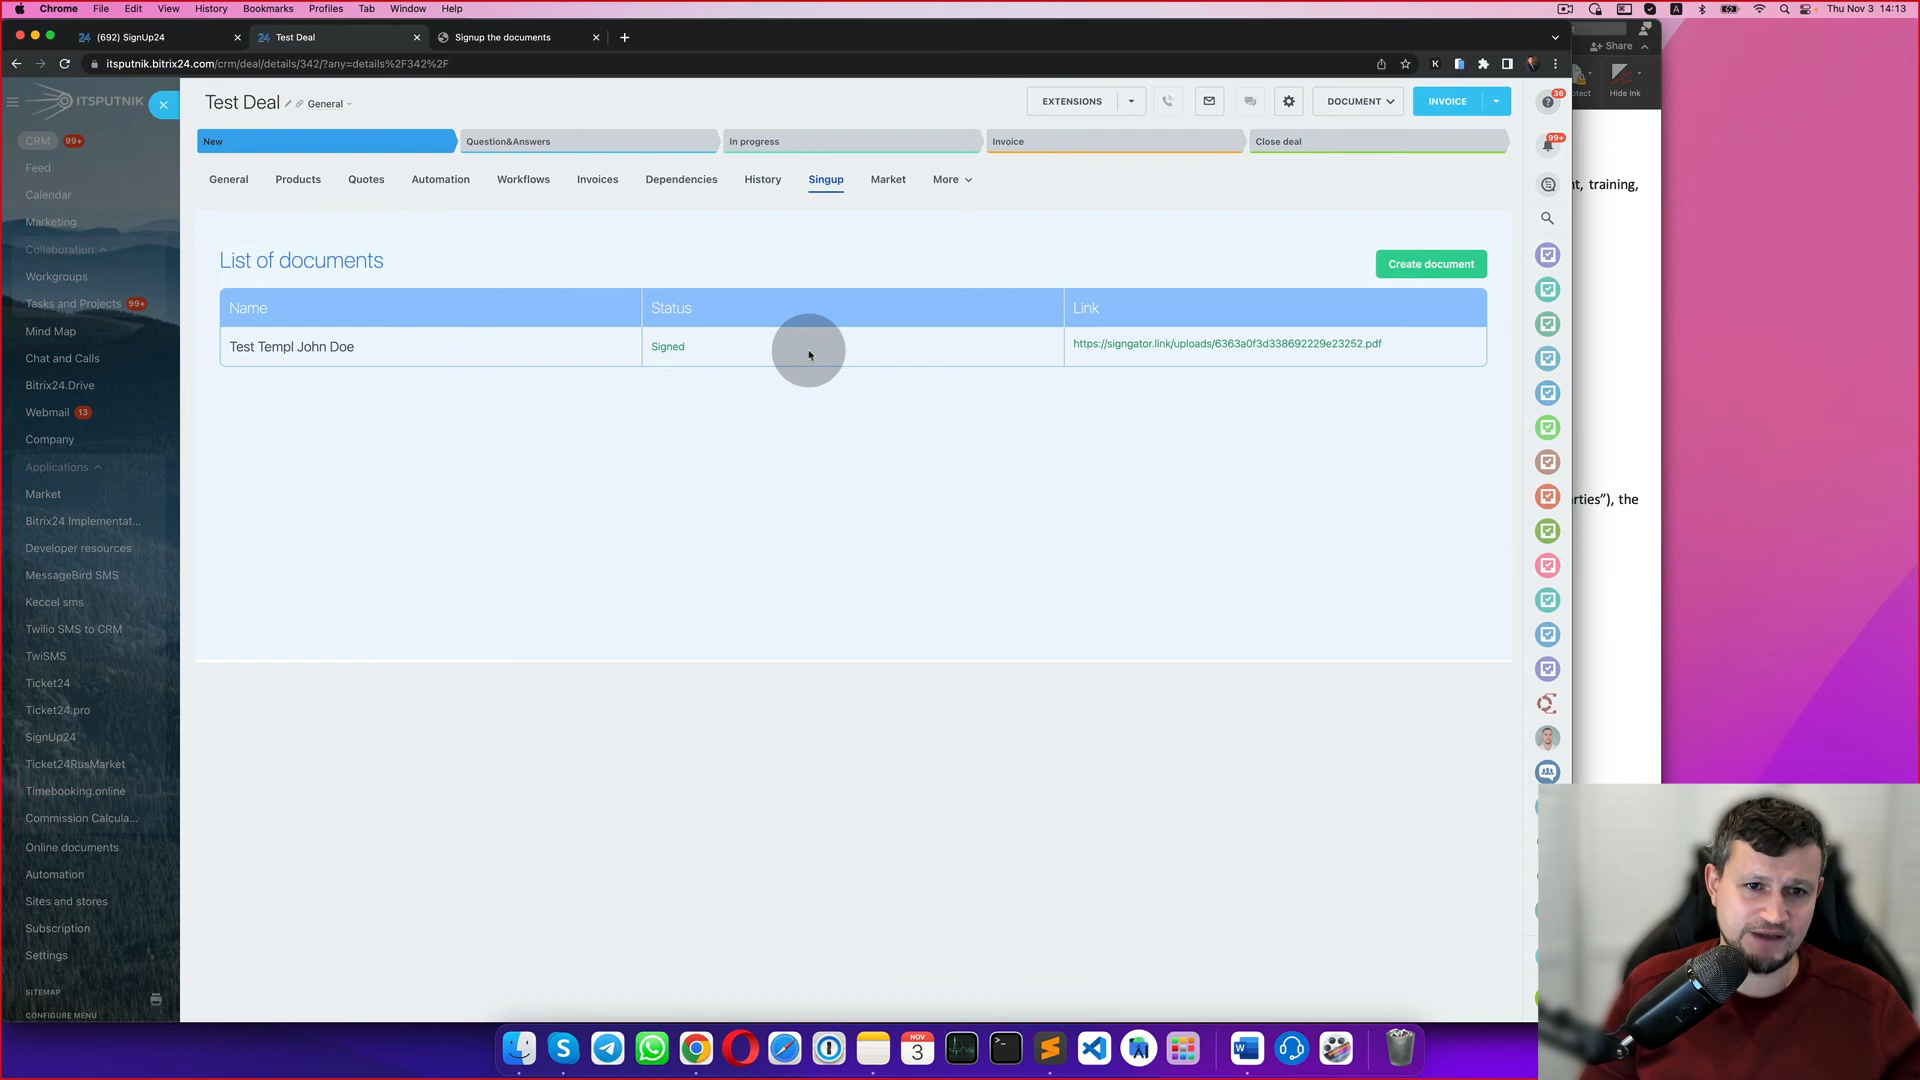 Chrome File Edit View History Bookmarks Profiles Tab Window Help
Thu Nov 3 14:13
(692) SignUp24
24 Test Deal
Signup the documents
itsputnik.bitrix24.com/crm/deal/details/342/?any=details%2F342%2F
Share
Hide Ink
ITSPUTNIK
Test Deal
General
EXTENSIONS
DOCUMENT
INVOICE
36
CRM 99+
New
Question&Answers
In progress
Invoice
Close deal
99+
Feed
Calendar
Marketing
Collaboration
Workgroups
Tasks and Projects 99+
Mind Map
Chat and Calls
Bitrix24.Drive
Webmail 13
Company
Applications
Market
Bitrix24 Implementat...
Developer resources
MessageBird SMS
Keccel sms
Twilio SMS to CRM
TwiSMS
Ticket24
Ticket24.pro
SignUp24
Ticket24RusMarket
Timebooking.online
Commission Calcula...
Online documents
Automation
Sites and stores
Subscription
Settings
SITEMAP
CONFIGURE MENU
General
Products
Quotes
Automation
Workflows
Invoices
Dependencies
History
Singup
Market
More
List of documents
Create document
Name
Status
Link
Test Templ John Doe
Signed
https://signgator.link/uploads/6363a0f3d338692229e23252.pdf
training,
the
NOV
3